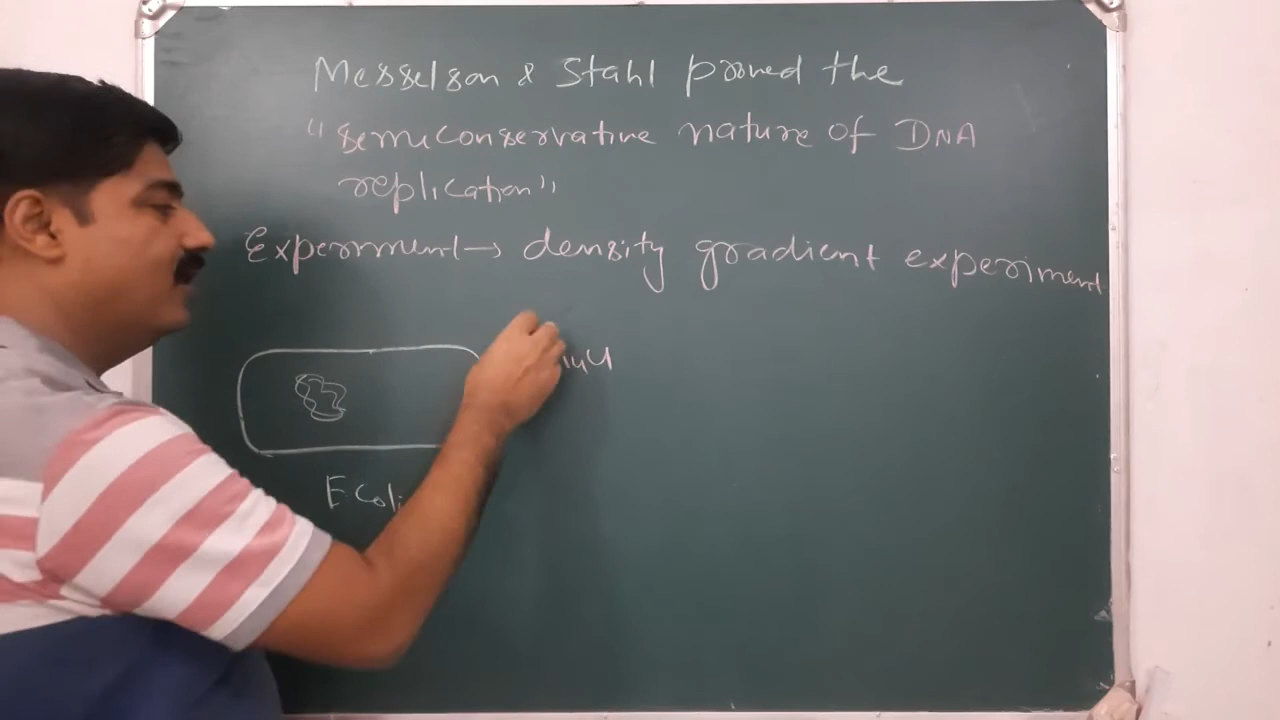 Messelson & Stahl proved the
"semiconservative nature of DNA
replication"
Experiment → density gradient experiment
E Coli